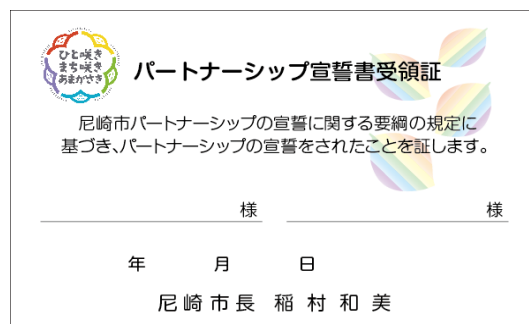 ひと咲き
まち咲き
あまがさき
パートナーシップ宣誓書受領証
尼崎市パートナーシップの宣誓に関する要綱の規定に
基づき、パートナーシップの宣誓をされたことを証します。
様 様
年 月 日
尼崎市長 稲村和美